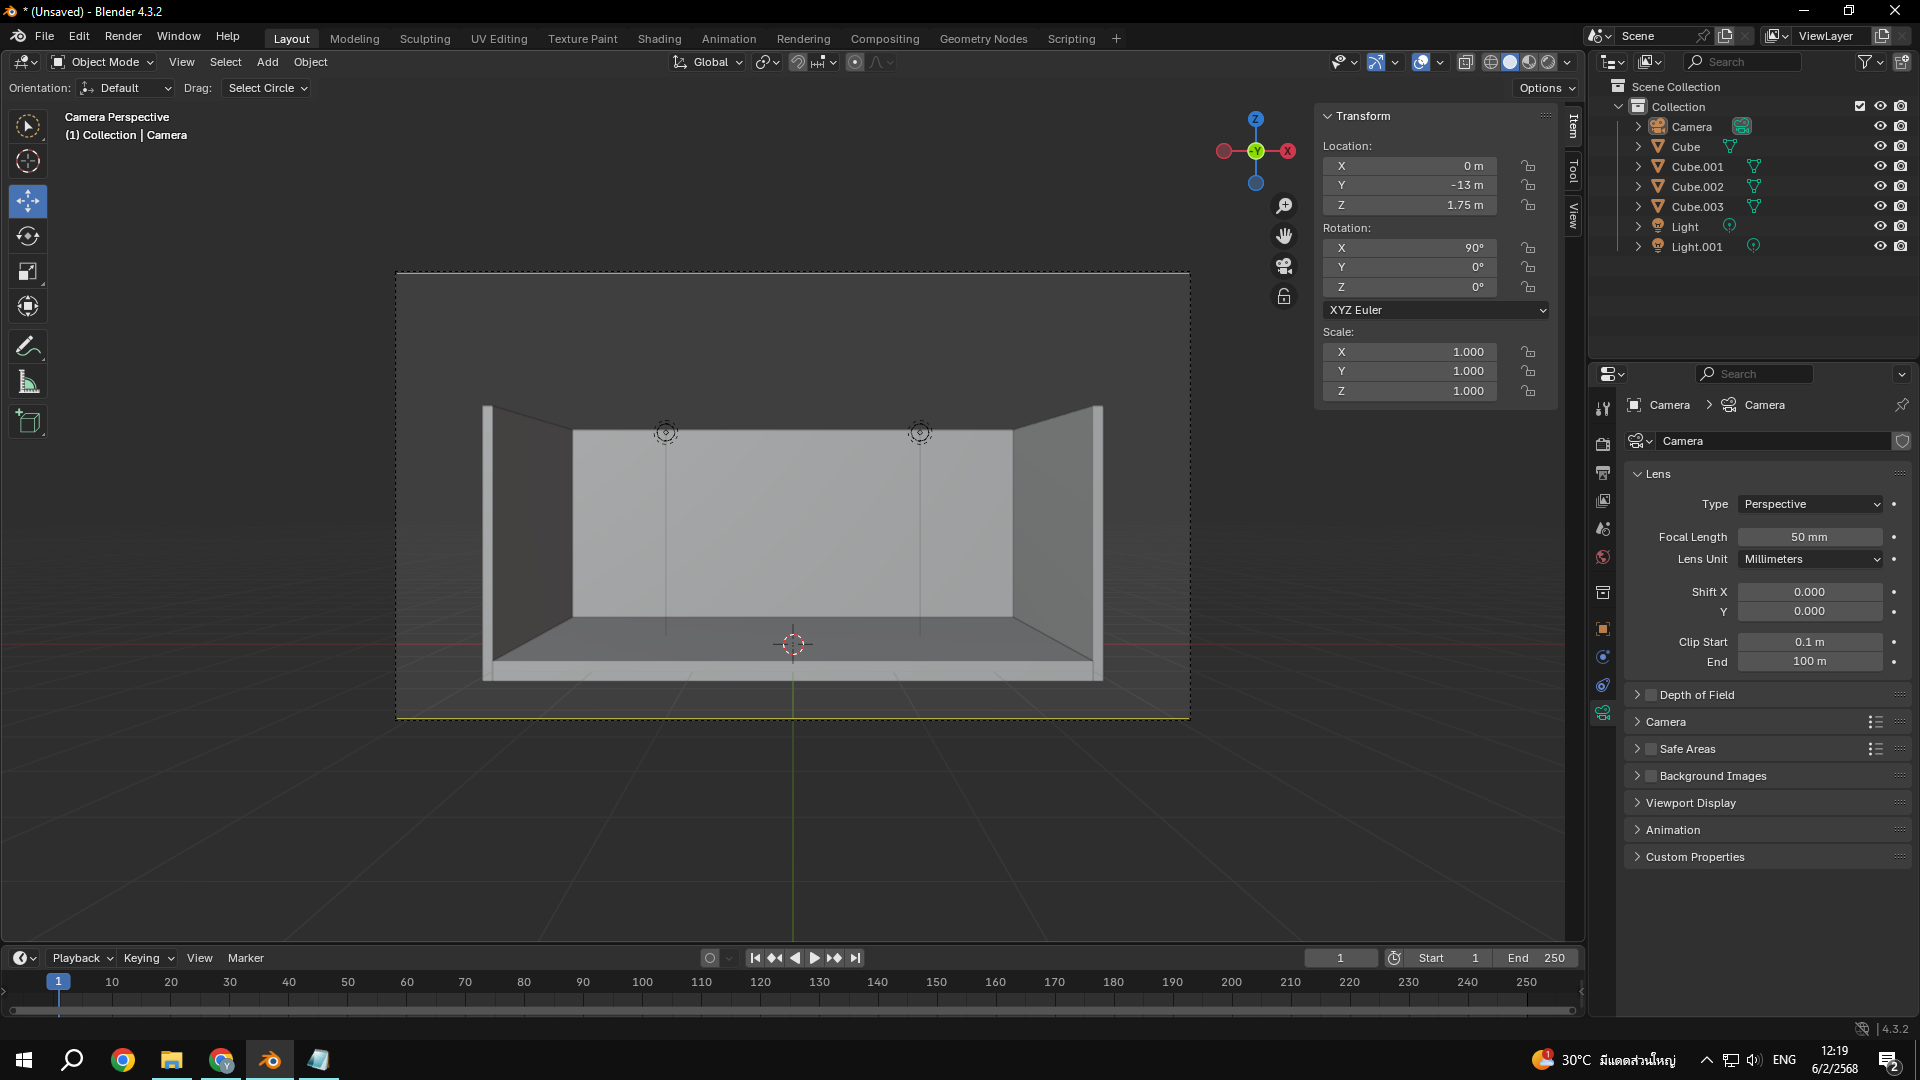 * (Unsaved) - Blender 4.3.2
File Edit Render Window Help
Layout Modeling Sculpting UV Editing Texture Paint Shading Animation Rendering Compositing Geometry Nodes Scripting +
Scene
ViewLayer
Object Mode View Select Add Object
Global
Search
Orientation: Default Drag: Select Circle
Options
Camera Perspective
(1) Collection | Camera
Z
-Y
X
Item
Tool
View
Transform
Location:
X 0 m
Y -13 m
Z 1.75 m
Rotation:
X 90°
Y 0°
Z 0°
XYZ Euler
Scale:
X 1.000
Y 1.000
Z 1.000
Scene Collection
Collection
Camera
Cube
Cube.001
Cube.002
Cube.003
Light
Light.001
Search
Camera > Camera
Camera
Lens
Type Perspective
Focal Length 50 mm
Lens Unit Millimeters
Shift X 0.000
Y 0.000
Clip Start 0.1 m
End 100 m
Depth of Field
Camera
Safe Areas
Background Images
Viewport Display
Animation
Custom Properties
Playback Keying View Marker
1
Start 1
End 250
1 10 20 30 40 50 60 70 80 90 100 110 120 130 140 150 160 170 180 190 200 210 220 230 240 250
4.3.2
1
30°C มีแดดส่วนใหญ่
ENG
12:19
6/2/2568
2